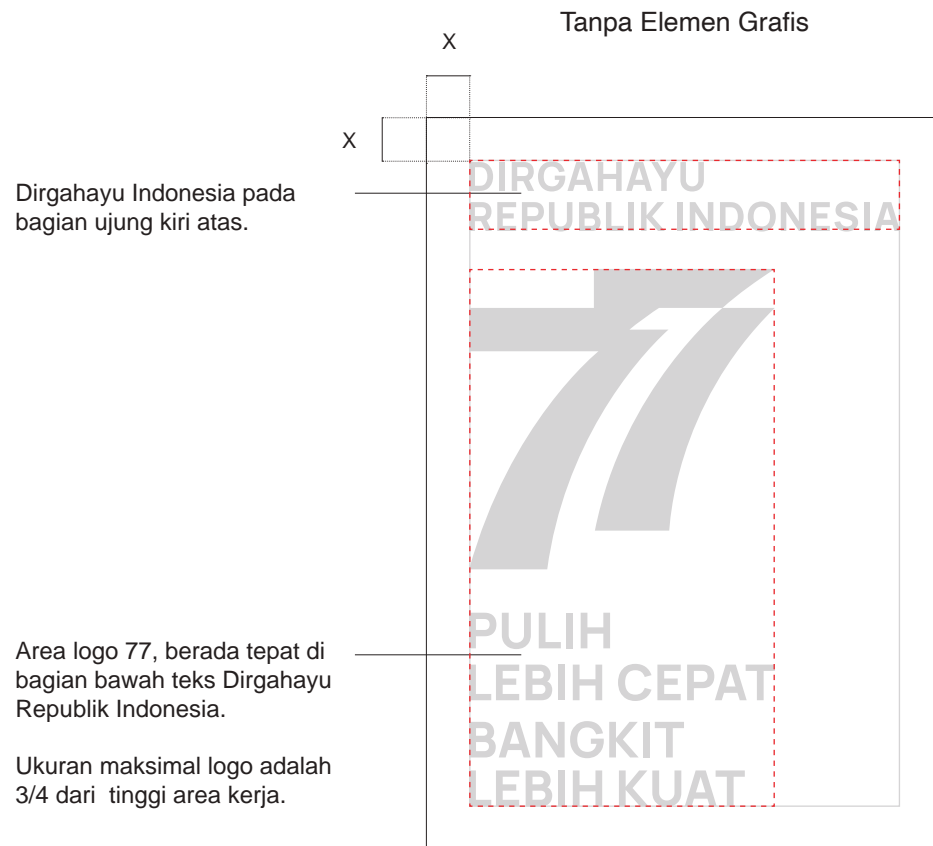 Tanpa Elemen Grafis
X
X
Dirgahayu Indonesia pada
bagian ujung kiri atas.
DIRGAHAYU
REPUBLIK INDONESIA
77
PULIH
LEBIH CEPAT
BANGKIT
LEBIH KUAT
Area logo 77, berada tepat di
bagian bawah teks Dirgahayu
Republik Indonesia.
Ukuran maksimal logo adalah
3/4 dari tinggi area kerja.